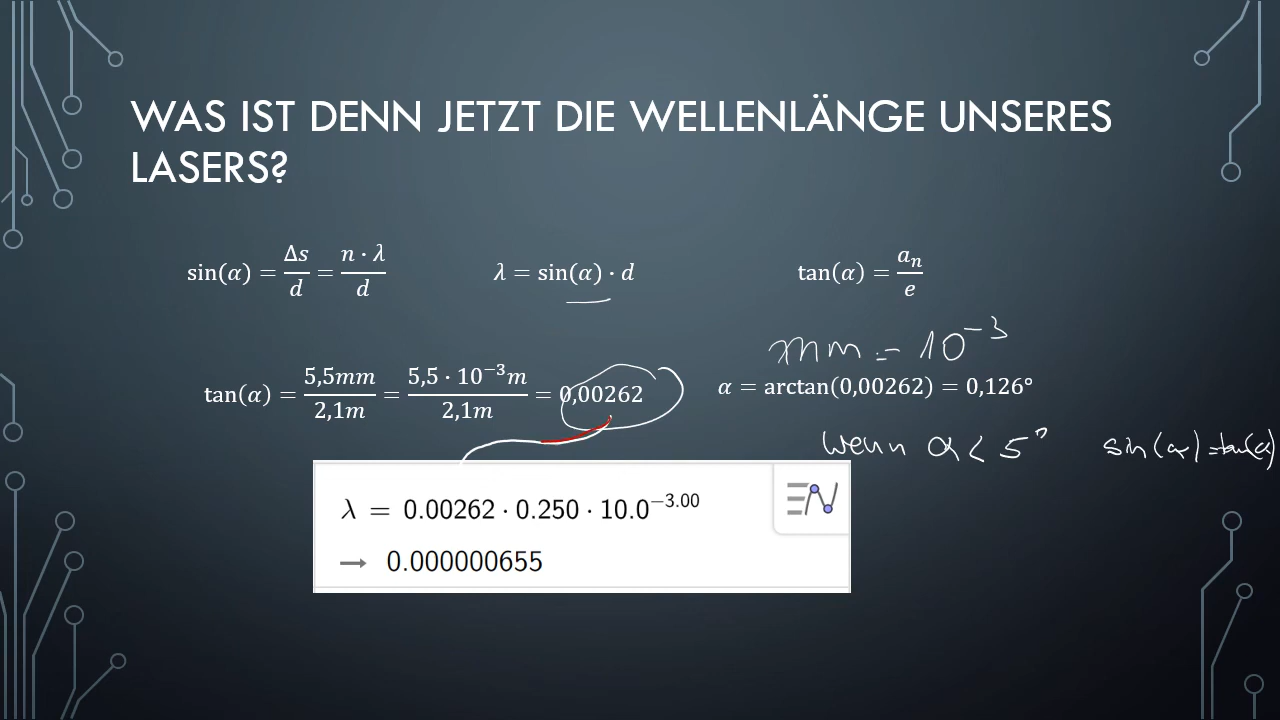 WAS IST DENN JETZT DIE WELLENLÄNGE UNSERES
LASERS?
sin(α) = Δs/d = n · λ/d
λ = sin(α) · d
tan(α) = aₙ/e
mm = 10⁻³
tan(α) = 5,5mm/2,1m = 5,5 · 10⁻³m/2,1m = 0,00262
α = arctan(0,00262) = 0,126°
wenn α < 5° sin(α) = tan(α)
λ = 0.00262 · 0.250 · 10.0⁻³·⁰⁰
→ 0.000000655